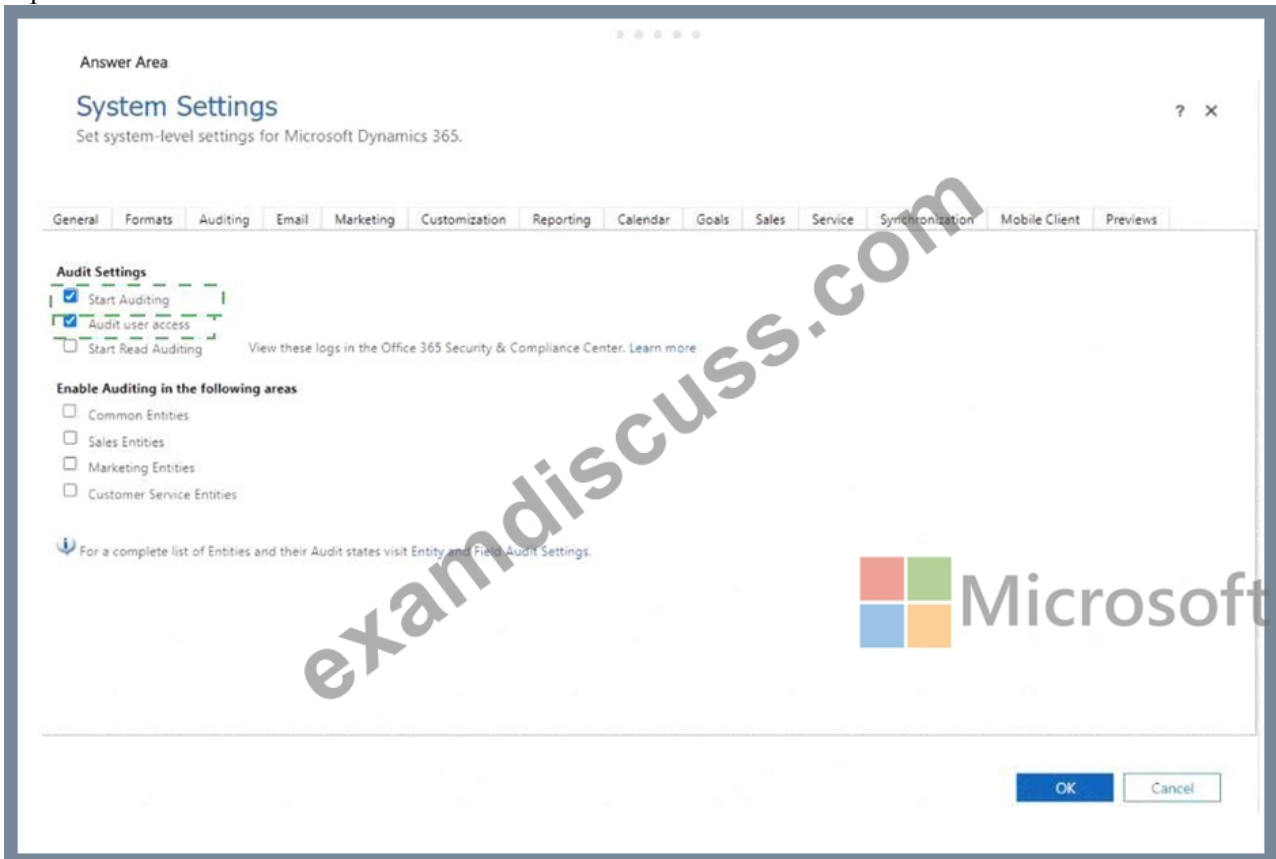 Answer Area
System Settings
? ×
Set system-level settings for Microsoft Dynamics 365.
General Formats Auditing Email Marketing Customization Reporting Calendar Goals Sales Service Synchronization Mobile Client Previews
Audit Settings
Start Auditing
Audit user access
Start Read Auditing View these logs in the Office 365 Security & Compliance Center. Learn more
Enable Auditing in the following areas
Common Entities
Sales Entities
Marketing Entities
Customer Service Entities
For a complete list of Entities and their Audit states visit Entity and Field Audit Settings.
Microsoft
examdiscuss.com
OK Cancel